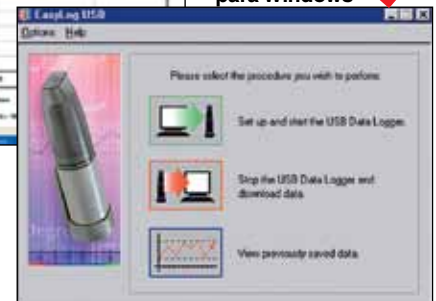 para Windows
EasyLog USB
Options Help
Please select the procedure you wish to perform:
Set up and start the USB Data Logger.
Stop the USB Data Logger and
download data.
View previously saved data.